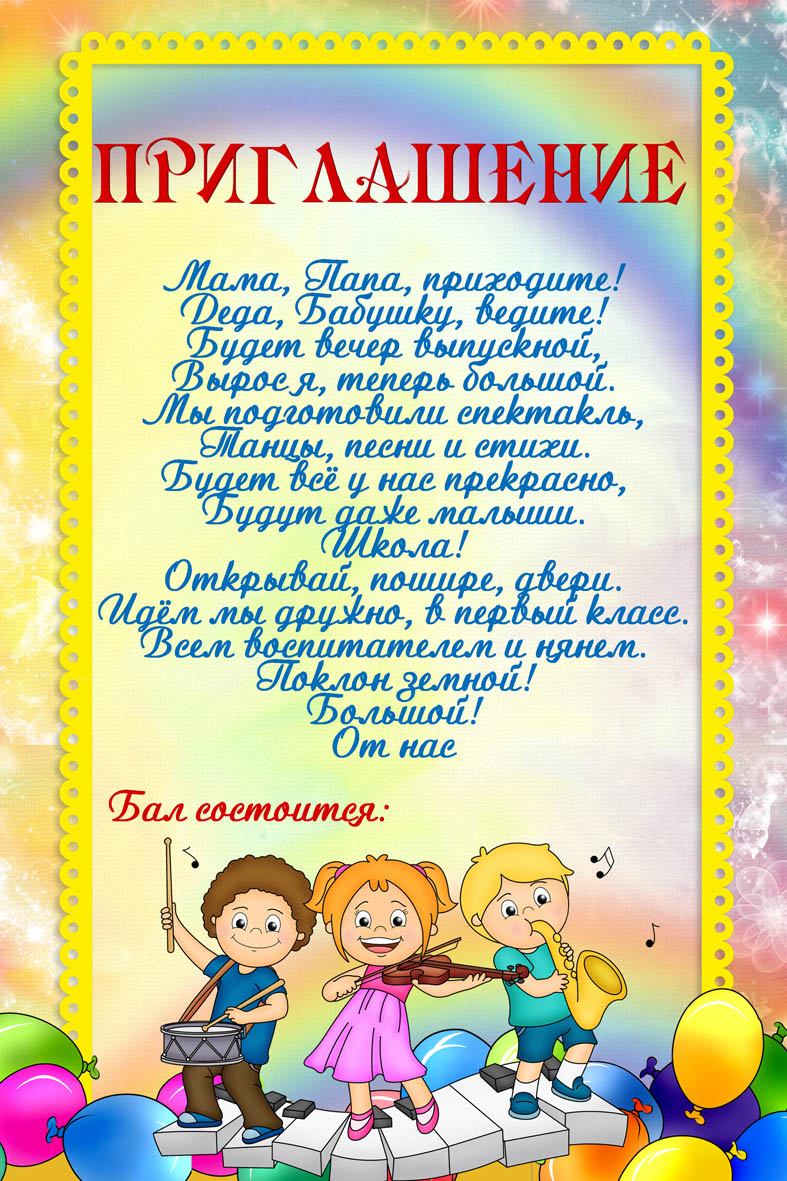 ПРИГЛАШЕНИЕ
Мама, Папа, приходите!
Деда, Бабушку, ведите!
Будет вечер выпускной,
Вырос я, теперь большой.
Мы подготовили спектакль,
Танцы, песни и стихи.
Будет всё у нас прекрасно,
Будут даже малыши.
Школа!
Открывай, пошире, двери.
Идём мы дружно, в первый класс.
Всем воспитателем и нянем.
Поклон земной!
Большой!
От нас
Бал состоится: